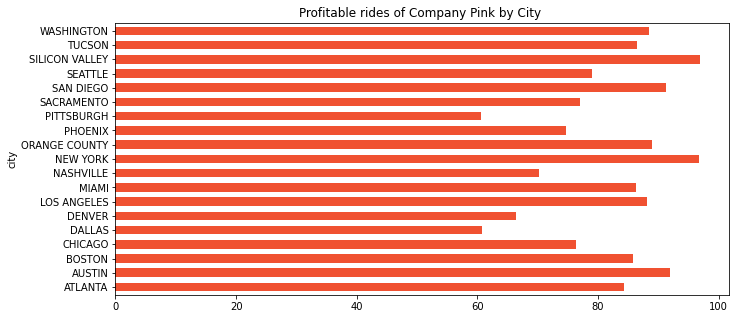 Profitable rides of Company Pink by City
WASHINGTON
TUCSON
SILICON VALLEY
SEATTLE
SAN DIEGO
SACRAMENTO
PITTSBURGH
PHOENIX
ORANGE COUNTY
NEW YORK
NASHVILLE
MIAMI
LOS ANGELES
DENVER
DALLAS
CHICAGO
BOSTON
AUSTIN
ATLANTA
city
0 20 40 60 80 100